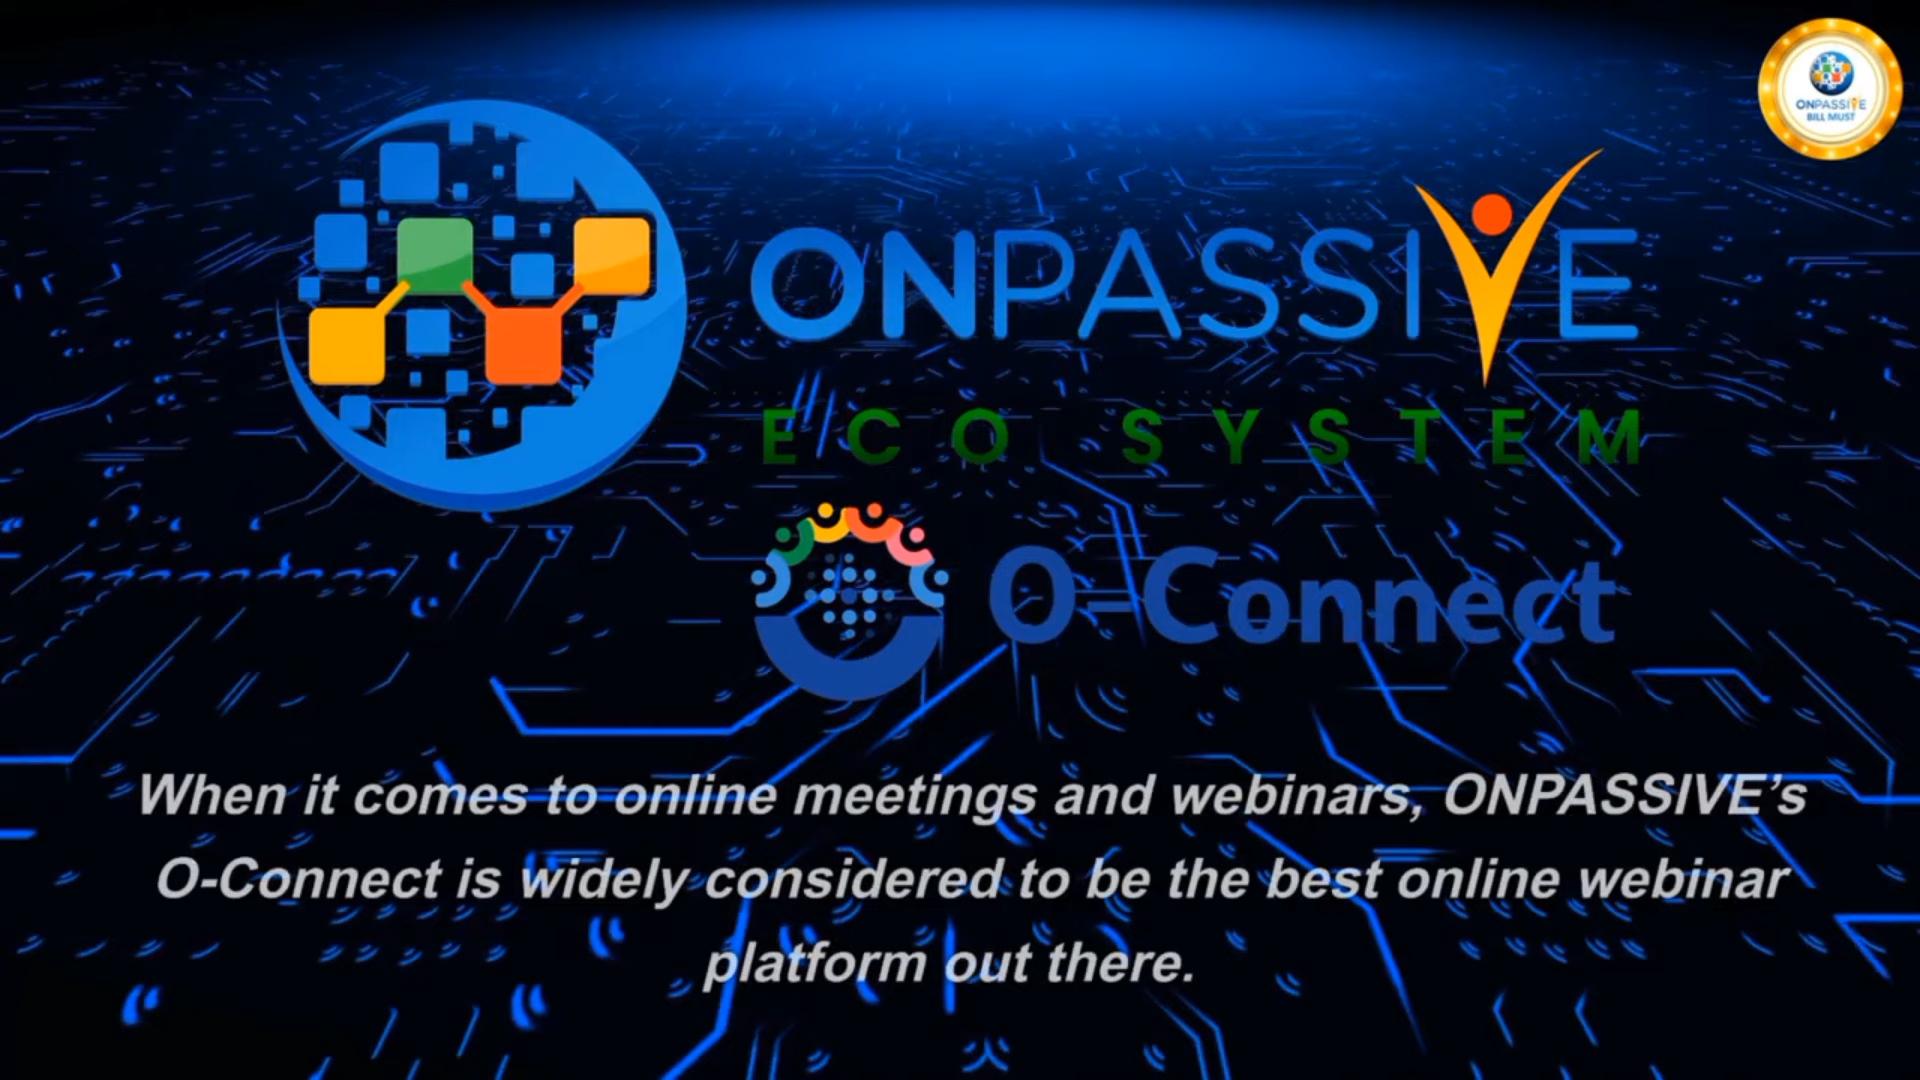 ONPASSIVE
BILL MUST
ONPASSIVE
ECO SYSTEM
O-Connect
When it comes to online meetings and webinars, ONPASSIVE’s
O-Connect is widely considered to be the best online webinar
platform out there.